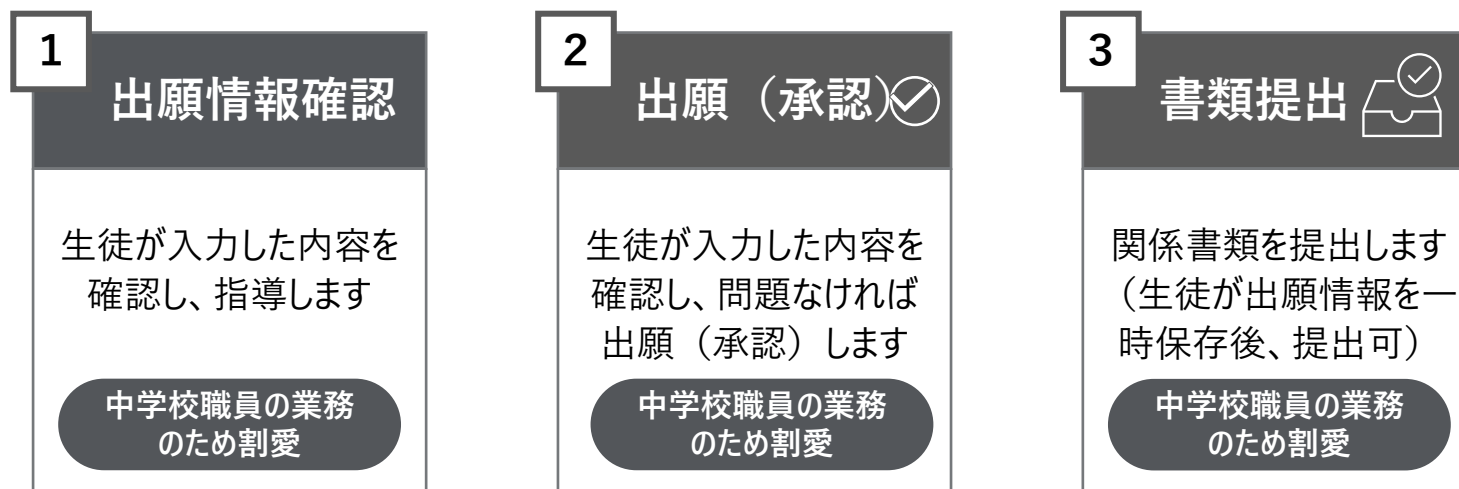 1
出願情報確認
生徒が入力した内容を
確認し、指導します
中学校職員の業務
のため割愛
2
出願（承認）
生徒が入力した内容を
確認し、問題なければ
出願（承認）します
中学校職員の業務
のため割愛
3
書類提出
関係書類を提出します
（生徒が出願情報を一
時保存後、提出可）
中学校職員の業務
のため割愛